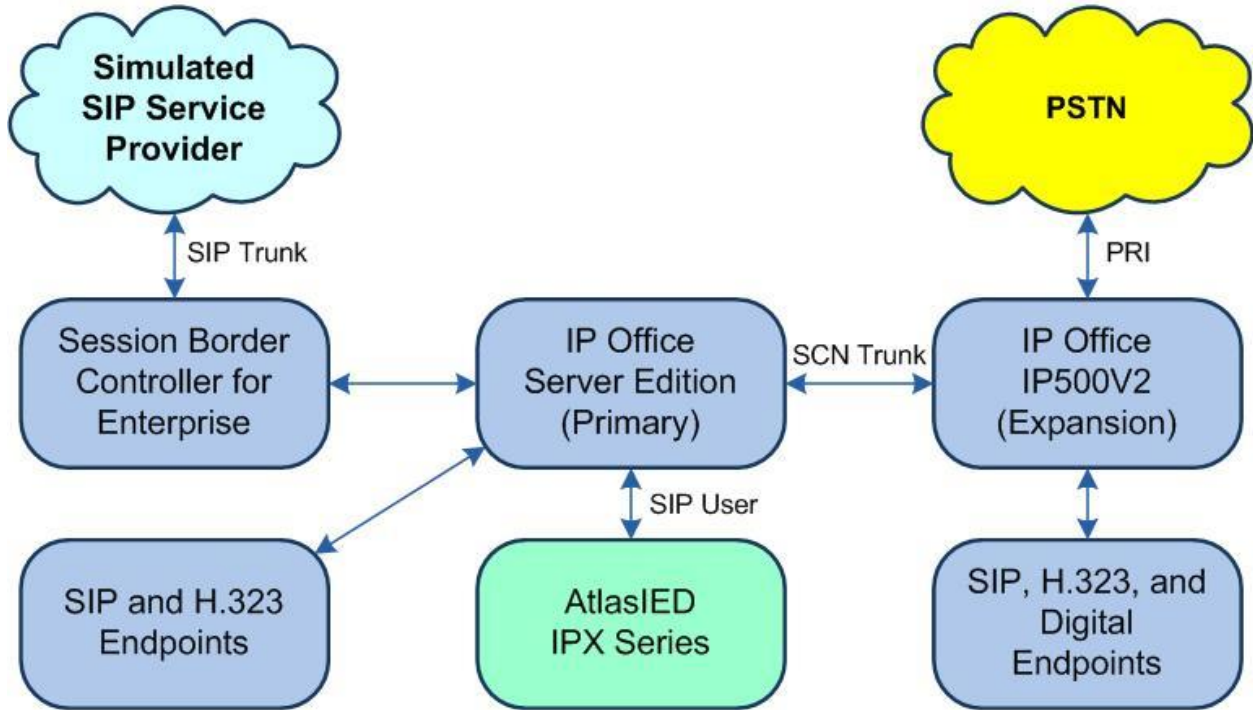 Simulated
SIP Service
Provider
PSTN
SIP Trunk
PRI
Session Border
Controller for
Enterprise
IP Office
Server Edition
(Primary)
SCN Trunk
IP Office
IP500V2
(Expansion)
SIP User
SIP and H.323
Endpoints
AtlasIED
IPX Series
SIP, H.323, and
Digital
Endpoints